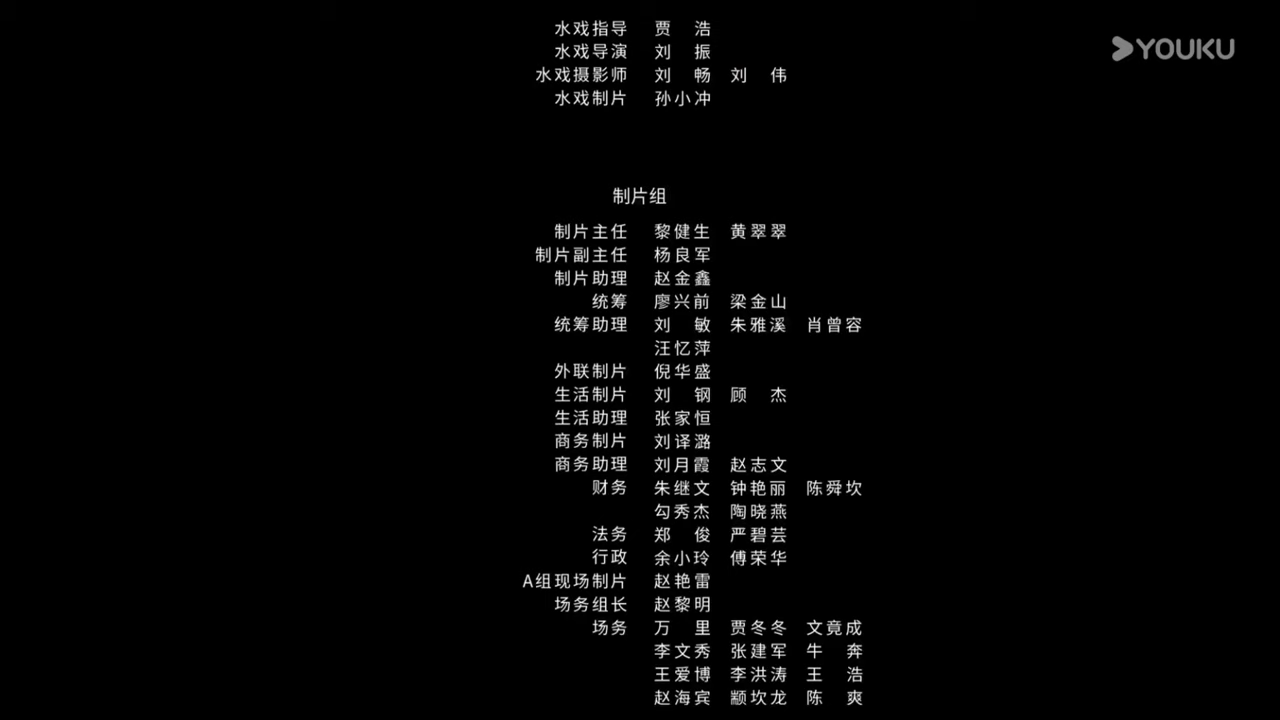 水戏指导 贾 浩
YOUKU
水戏导演 刘 振
水戏摄影师 刘 畅 刘 伟
水戏制片 孙小冲
制片组
制片主任 黎健生 黄翠翠
制片副主任 杨良军
制片助理 赵金鑫
统筹 廖兴前 梁金山
统筹助理 刘 敏 朱雅溪 肖曾容
汪忆萍
外联制片 倪华盛
生活制片 刘 钢 顾 杰
生活助理 张家恒
商务制片 刘译潞
商务助理 刘月霞 赵志文
财务 朱继文 钟艳丽 陈舜坎
勾秀杰 陶晓燕
法务 郑 俊 严碧芸
行政 余小玲 傅荣华
A组现场制片 赵艳雷
场务组长 赵黎明
场务 万 里 贾冬冬 文竟成
李文秀 张建军 牛 奔
王爱博 李洪涛 王 浩
赵海宾 颛坎龙 陈 爽